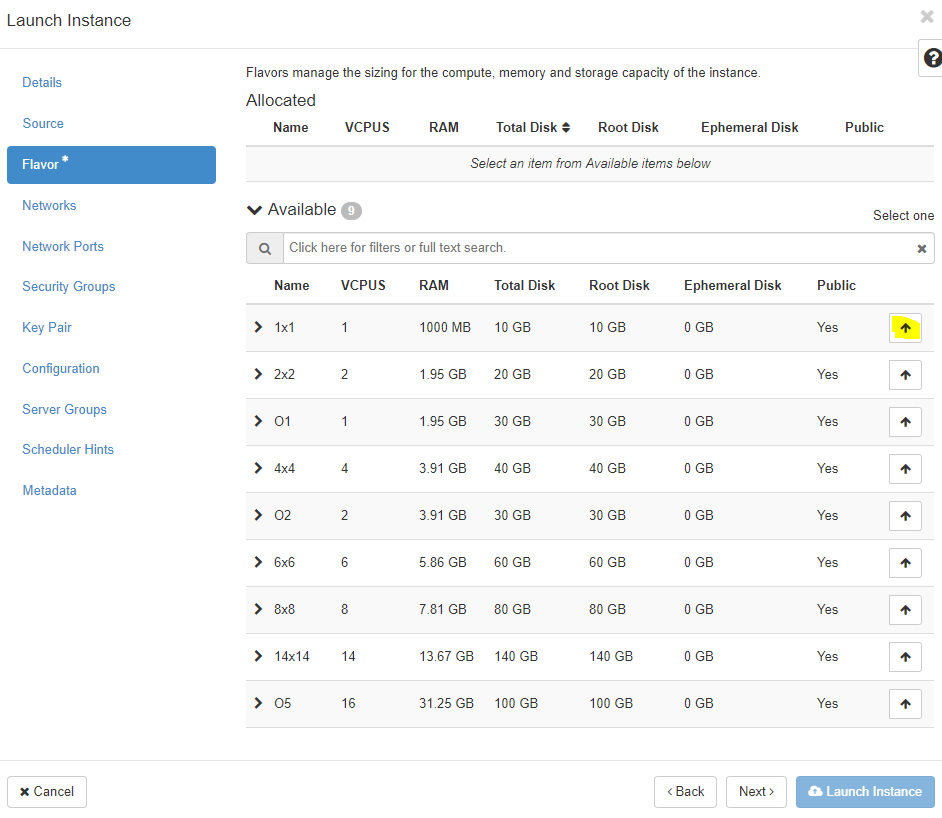 Launch Instance
Details
Source
Flavor *
Networks
Network Ports
Security Groups
Key Pair
Configuration
Server Groups
Scheduler Hints
Metadata
Flavors manage the sizing for the compute, memory and storage capacity of the instance.
Allocated
Name VCPUS RAM Total Disk Root Disk Ephemeral Disk Public
Select an item from Available items below
Available 9
Select one
Click here for filters or full text search.
Name VCPUS RAM Total Disk Root Disk Ephemeral Disk Public
1x1 1 1000 MB 10 GB 10 GB 0 GB Yes
2x2 2 1.95 GB 20 GB 20 GB 0 GB Yes
O1 1 1.95 GB 30 GB 30 GB 0 GB Yes
4x4 4 3.91 GB 40 GB 40 GB 0 GB Yes
O2 2 3.91 GB 30 GB 30 GB 0 GB Yes
6x6 6 5.86 GB 60 GB 60 GB 0 GB Yes
8x8 8 7.81 GB 80 GB 80 GB 0 GB Yes
14x14 14 13.67 GB 140 GB 140 GB 0 GB Yes
O5 16 31.25 GB 100 GB 100 GB 0 GB Yes
Cancel
< Back Next > Launch Instance